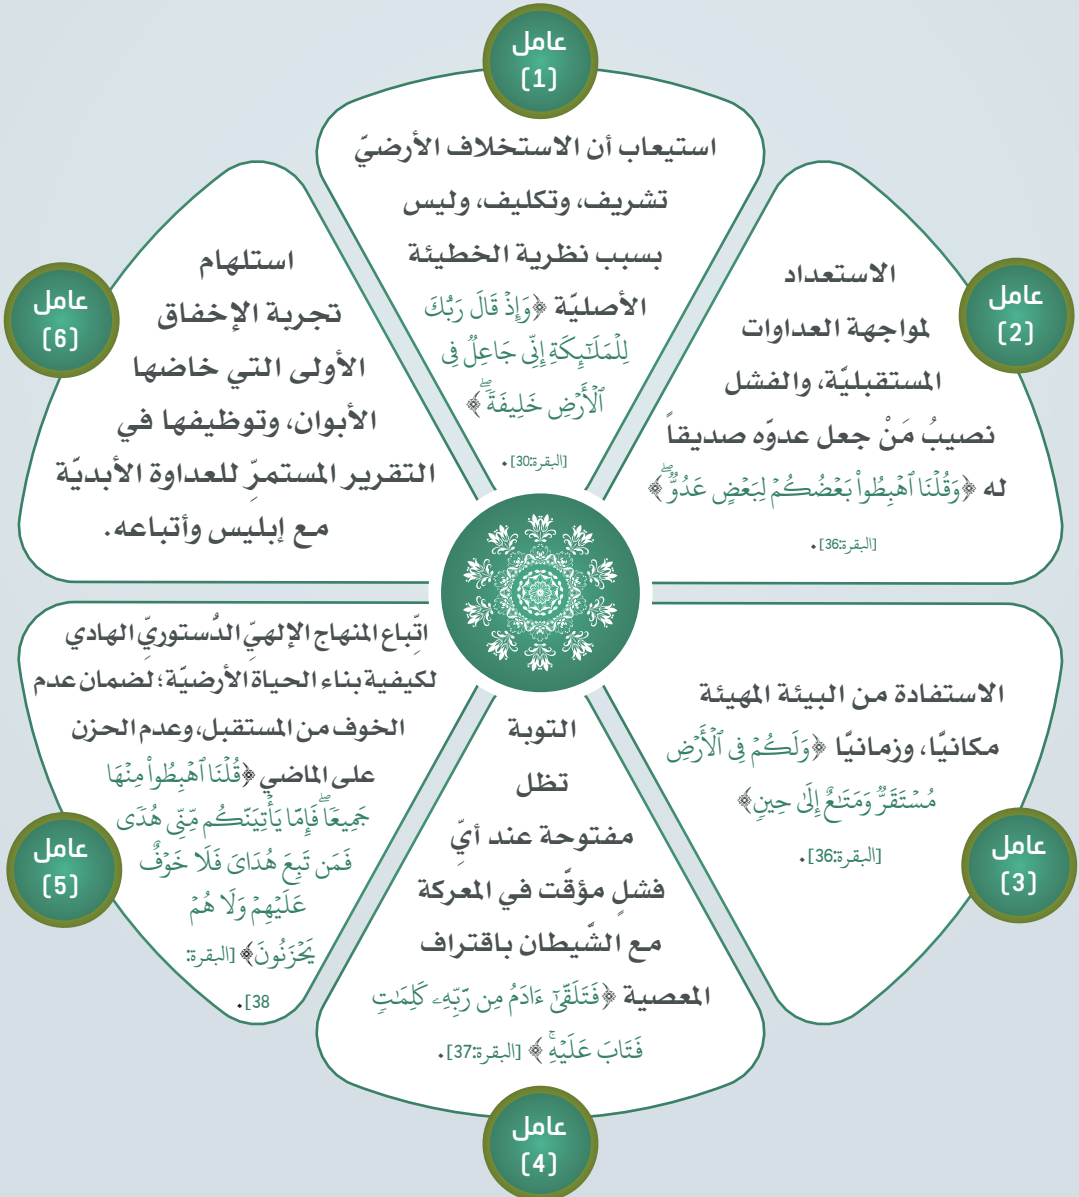 عامل
(1)
استيعاب أن الاستخلاف الأرضيّ
تشريف، وتكليف، وليس
بسبب نظرية الخطيئة
الأصليّة ﴿وَإِذۡ قَالَ رَبُّكَ
لِلۡمَلَٰٓئِكَةِ إِنِّي جَاعِلٞ فِي
ٱلۡأَرۡضِ خَلِيفَةٗۖ﴾
[البقرة:30].
عامل
(2)
الاستعداد
لمواجهة العداوات
المستقبليّة، والفشل
نصيبُ مَنْ جعل عدوّه صديقاً
له ﴿وَقُلۡنَا ٱهۡبِطُواْ بَعۡضُكُمۡ لِبَعۡضٍ عَدُوّٞۖ﴾
[البقرة:36].
عامل
(3)
الاستفادة من البيئة المهيئة
مكانيًّا، وزمانيًّا ﴿وَلَكُمۡ فِي ٱلۡأَرۡضِ
مُسۡتَقَرّٞ وَمَتَٰعٌ إِلَىٰ حِينٖ﴾
[البقرة:36].
عامل
(4)
التوبة
تظل
مفتوحة عند أيِّ
فشلٍ مؤقّت في المعركة
مع الشّيطان باقتراف
المعصية ﴿فَتَلَقَّىٰٓ ءَادَمُ مِن رَّبِّهِۦ كَلِمَٰتٖ
فَتَابَ عَلَيۡهِۚ﴾ [البقرة:37].
عامل
(5)
اتِّباع المنهاج الإلهيّ الدُستوريِّ الهادي
لكيفية بناء الحياة الأرضيّة؛ لضمان عدم
الخوف من المستقبل، وعدم الحزن
على الماضي ﴿قُلۡنَا ٱهۡبِطُواْ مِنۡهَا
جَمِيعٗاۖ فَإِمَّا يَأۡتِيَنَّكُم مِّنِّي هُدٗى
فَمَن تَبِعَ هُدَايَ فَلَا خَوۡفٌ
عَلَيۡهِمۡ وَلَا هُمۡ
يَحۡزَنُونَ﴾ [البقرة:
38].
عامل
(6)
استلهام
تجربة الإخفاق
الأولى التي خاضها
الأبوان، وتوظيفها في
التقرير المستمرّ للعداوة الأبديّة
مع إبليس وأتباعه.